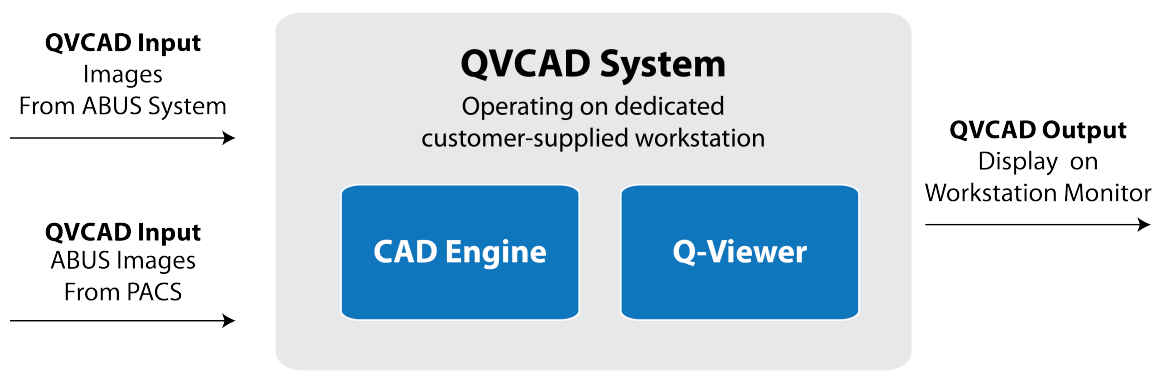 QVCAD Input
Images
From ABUS System
QVCAD Input
ABUS Images
From PACS
QVCAD System
Operating on dedicated
customer-supplied workstation
CAD Engine
Q-Viewer
QVCAD Output
Display on
Workstation Monitor